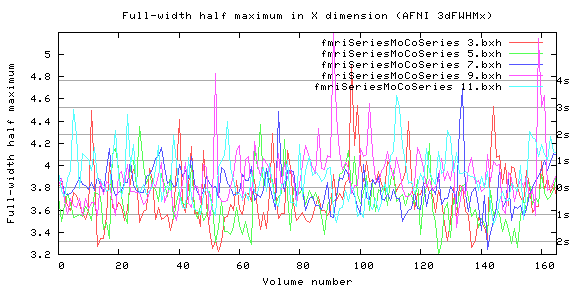 Full-width half maximum in X dimension (AFNI 3dFWHMx)
fmriSeriesMoCoSeries 3.bxh
fmriSeriesMoCoSeries 5.bxh
fmriSeriesMoCoSeries 7.bxh
fmriSeriesMoCoSeries 9.bxh
fmriSeriesMoCoSeries 11.bxh
Full-width half maximum
5
4.8
4.6
4.4
4.2
4
3.8
3.6
3.4
3.2
4s
3s
2s
1s
0s
1s
2s
0
20
40
60
80
100
120
140
160
Volume number